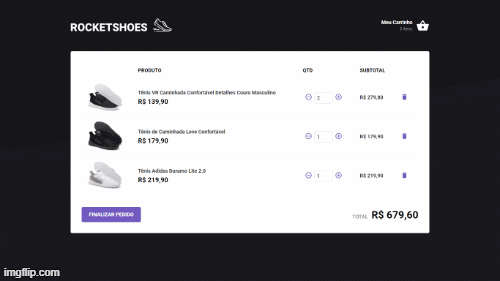 ROCKETSHOES
Meu Carrinho
3 itens
PRODUTO QTD SUBTOTAL
Tênis VR Caminhada Confortável Detalhes Couro Masculino
R$ 139,90
2
R$ 279,80
Tênis de Caminhada Leve Confortável
R$ 179,90
1
R$ 179,90
Tênis Adidas Duramo Lite 2.0
R$ 219,90
1
R$ 219,90
FINALIZAR PEDIDO
TOTAL R$ 679,60
imgflip.com